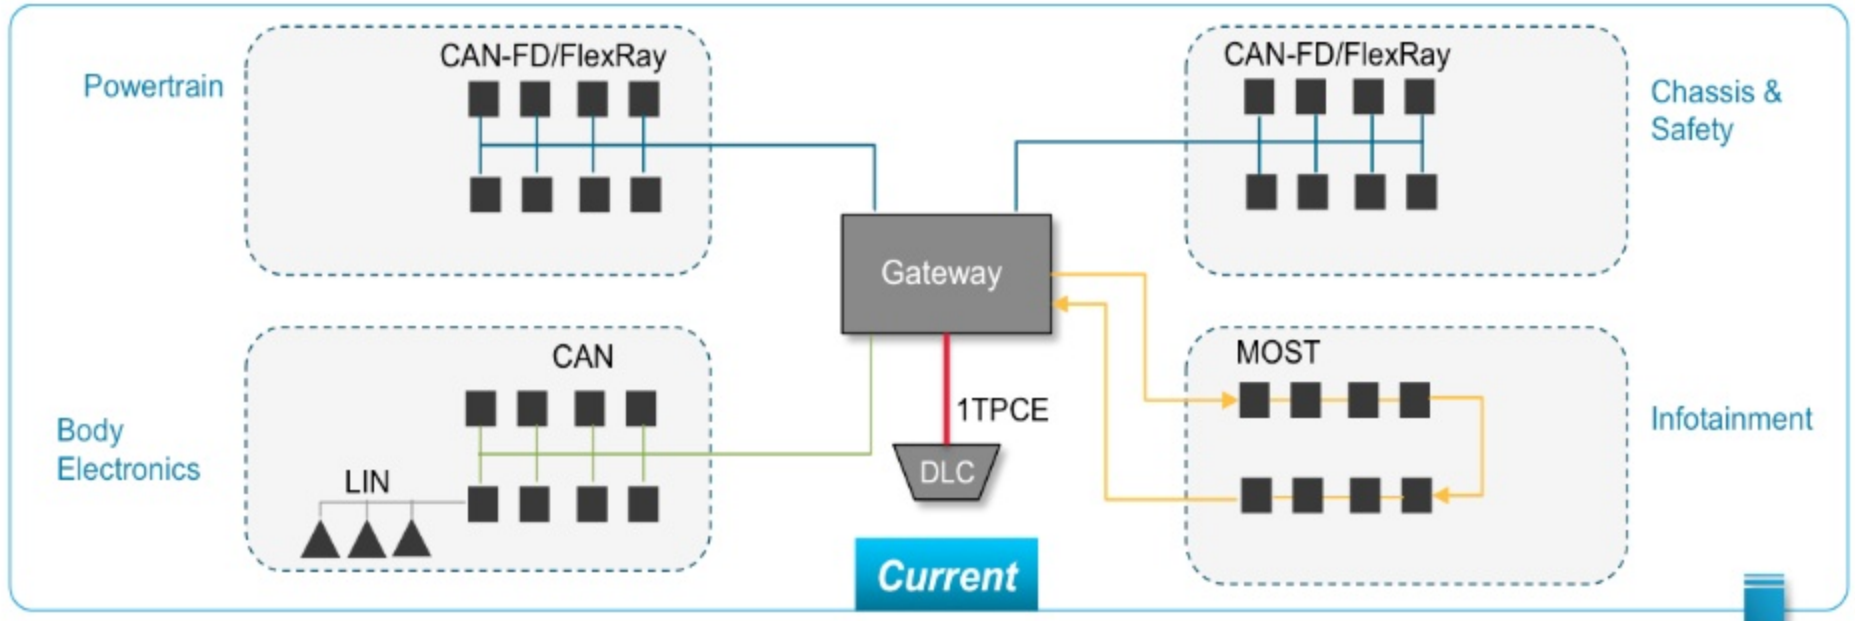 Powertrain
CAN-FD/FlexRay
CAN-FD/FlexRay
Chassis &
Safety
Gateway
Body
Electronics
CAN
LIN
1TPCE
DLC
MOST
Infotainment
Current